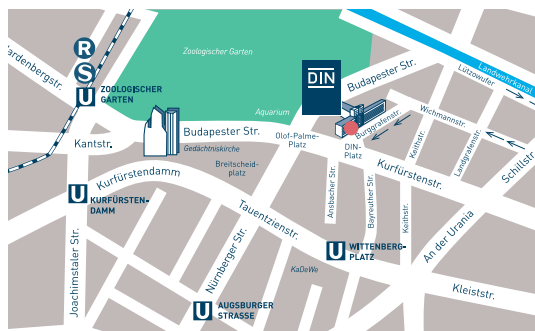 Zoologischer Garten
R
S
U
ZOOLOGISCHER
GARTEN
Hardenbergstr.
DIN
Landwehrkanal
Lützowufer
Budapester Str.
Aquarium
Wichmannstr.
Burggrafenstr.
Budapester Str.
Olof-Palme-
Platz
DIN-
Platz
Keithstr.
Landgrafenstr.
Schillstr.
Kantstr.
Gedächtniskirche
Breitscheid-
platz
Kurfürstenstr.
Kurfürstendamm
U
KURFÜRSTEN-
DAMM
Tauentzienstr.
Ansbacher Str.
Bayreuther Str.
Keithstr.
An der Urania
Joachimstaler Str.
Nürnberger Str.
U
WITTENBERG-
PLATZ
KaDeWe
Kleiststr.
U
AUGSBURGER
STRASSE